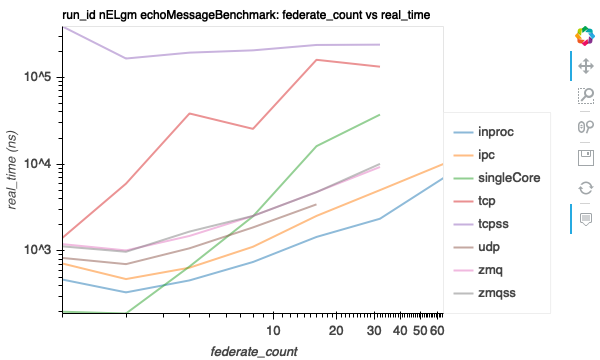 run_id nELgm echoMessageBenchmark: federate_count vs real_time
real_time (ns)
10^5
10^4
10^3
10
20
30
40
50
60
federate_count
inproc
ipc
singleCore
tcp
tcpss
udp
zmq
zmqss